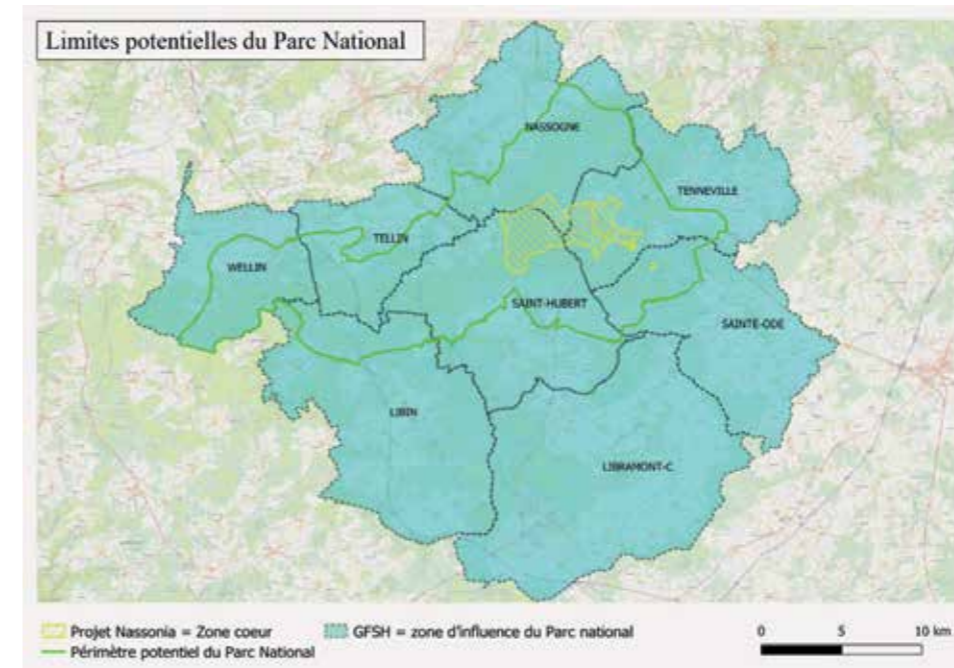 Limites potentielles du Parc National
NASSOGNE
TENNEVILLE
TELLIN
WELLIN
SAINT-HUBERT
SAINTE-ODE
LIBIN
LIBRAMONT-C.
Projet Nassonia = Zone coeur
GFSH = zone d'influence du Parc national
0 5 10 km
Périmètre potentiel du Parc National